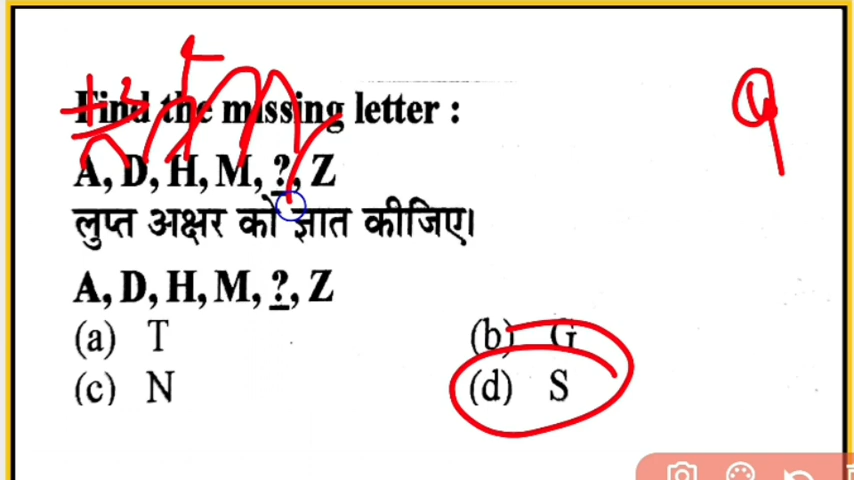 Find the missing letter :
A, D, H, M, ?, Z
लुप्त अक्षर को ज्ञात कीजिए।
A, D, H, M, ?, Z
(a) T (b) G
(c) N (d) S